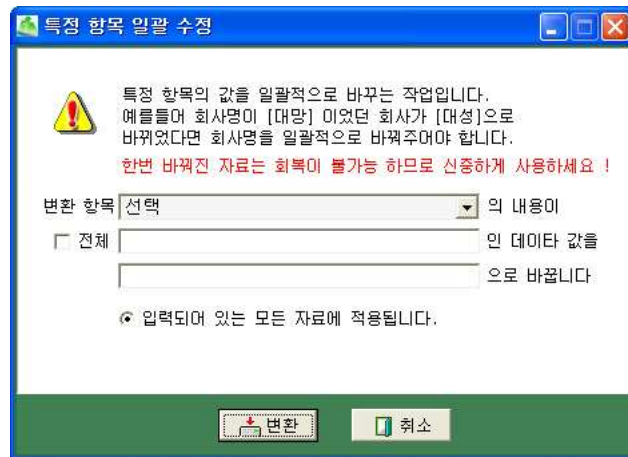 특정 항목 일괄 수정
특정 항목의 값을 일괄적으로 바꾸는 작업입니다.
예를들어 회사명이 [대망] 이었던 회사가 [대성]으로
바뀌었다면 회사명을 일괄적으로 바꿔주어야 합니다.
한번 바꿔진 자료는 회복이 불가능 하므로 신중하게 사용하세요 !
변환 항목 선택 의 내용이
전체 인 데이타 값을
으로 바꿉니다
입력되어 있는 모든 자료에 적용됩니다.
변환 취소